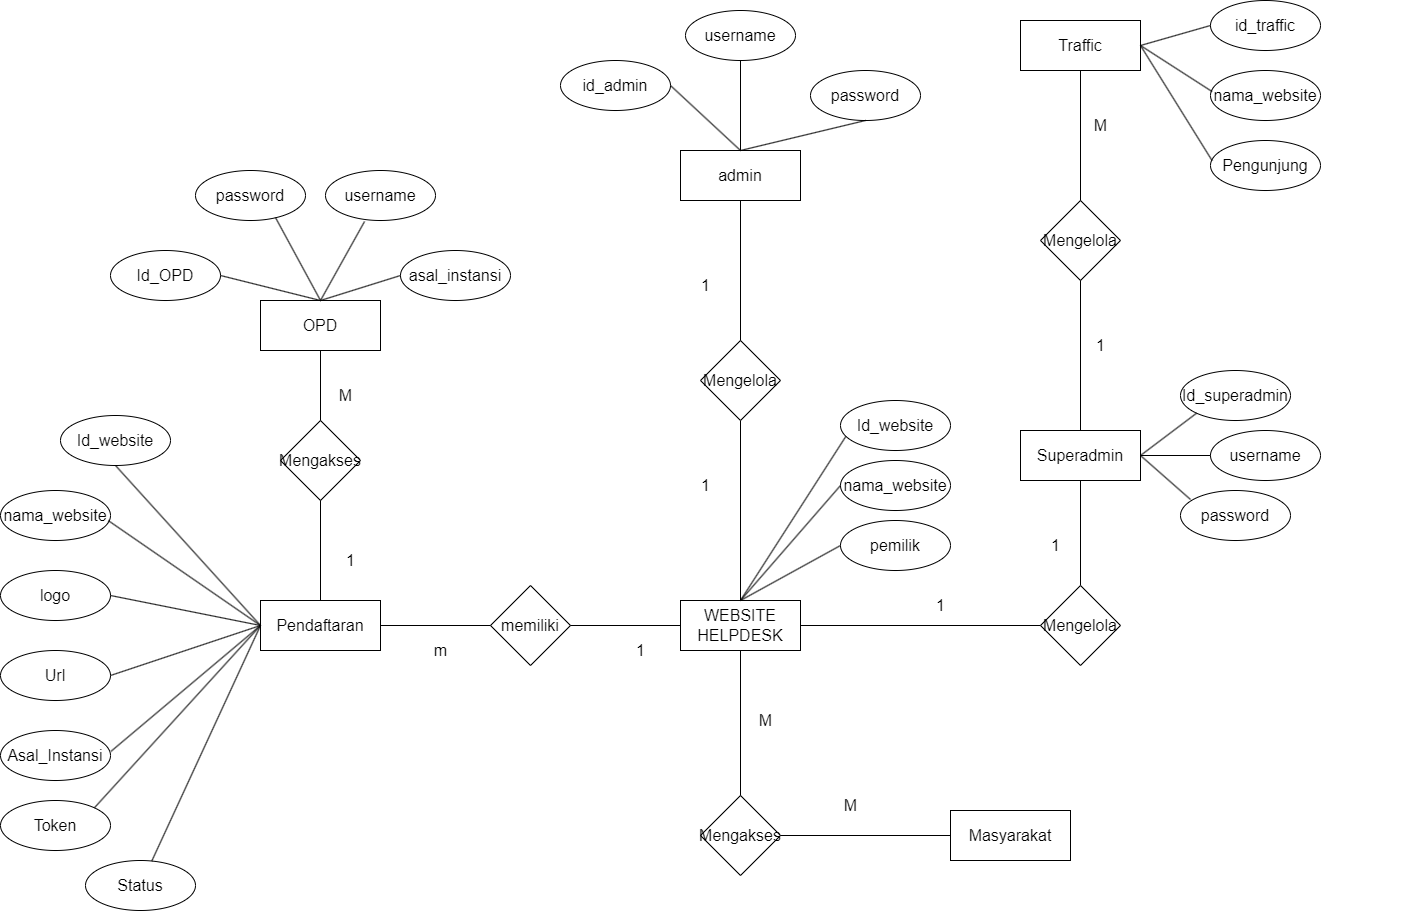 username
id_admin
password
admin
1
Mengelola
1
Traffic
id_traffic
nama_website
Pengunjung
M
Mengelola
1
Superadmin
Id_superadmin
username
password
1
Mengelola
1
password
username
Id_OPD
asal_instansi
OPD
M
Mengakses
1
Id_website
nama_website
logo
Url
Asal_Instansi
Token
Status
Pendaftaran
m
memiliki
1
Id_website
nama_website
pemilik
WEBSITE
HELPDESK
M
Mengakses
M
Masyarakat